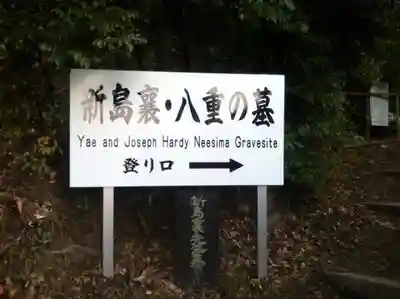 新島襄・八重の墓
Yae and Joseph Hardy Neesima Gravesite
登り口 →